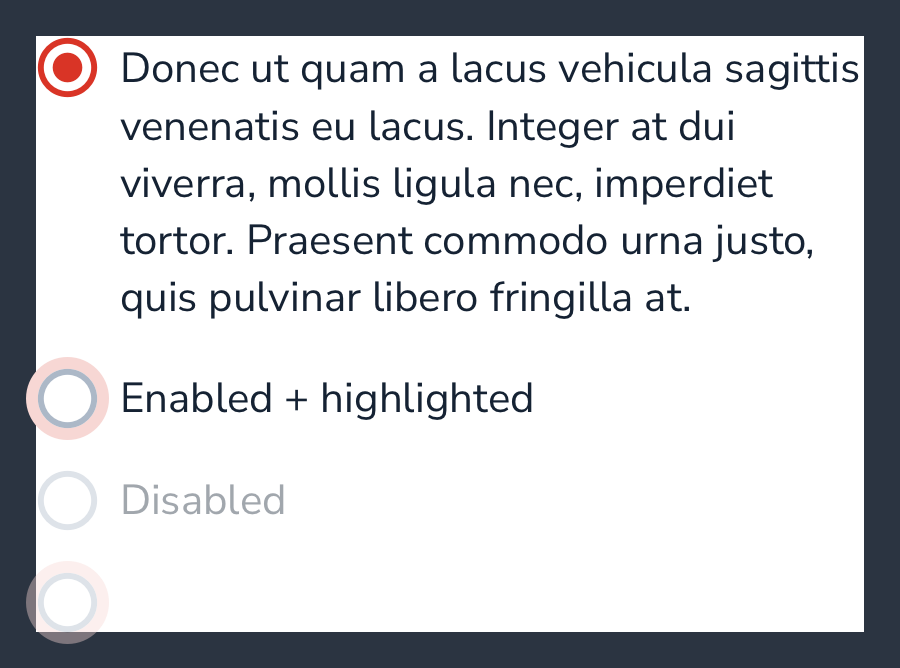 Donec ut quam a lacus vehicula sagittis
venenatis eu lacus. Integer at dui
viverra, mollis ligula nec, imperdiet
tortor. Praesent commodo urna justo,
quis pulvinar libero fringilla at.
Enabled + highlighted
Disabled